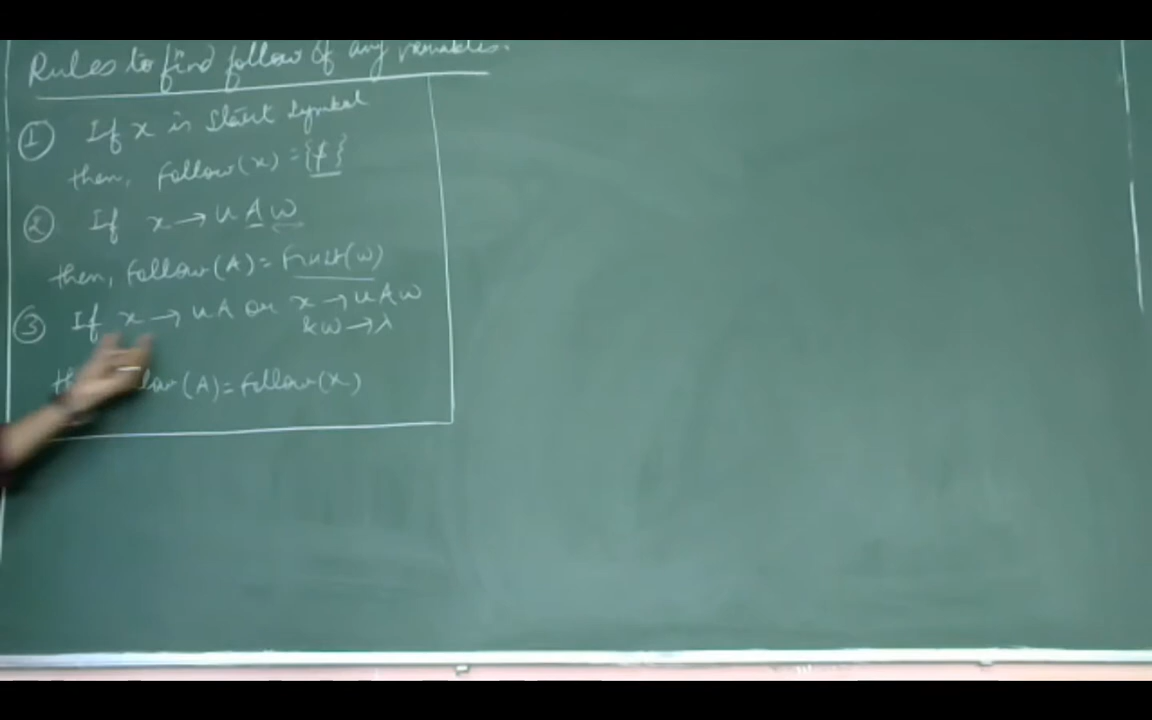 Rules to find follow of any variables.
① If x is start symbol
then, follow(x) = {$}
② If x → u A w
then, follow(A) = First(w)
③ If x → uA or x → uAw
& w → λ
follow(A) = follow(x)